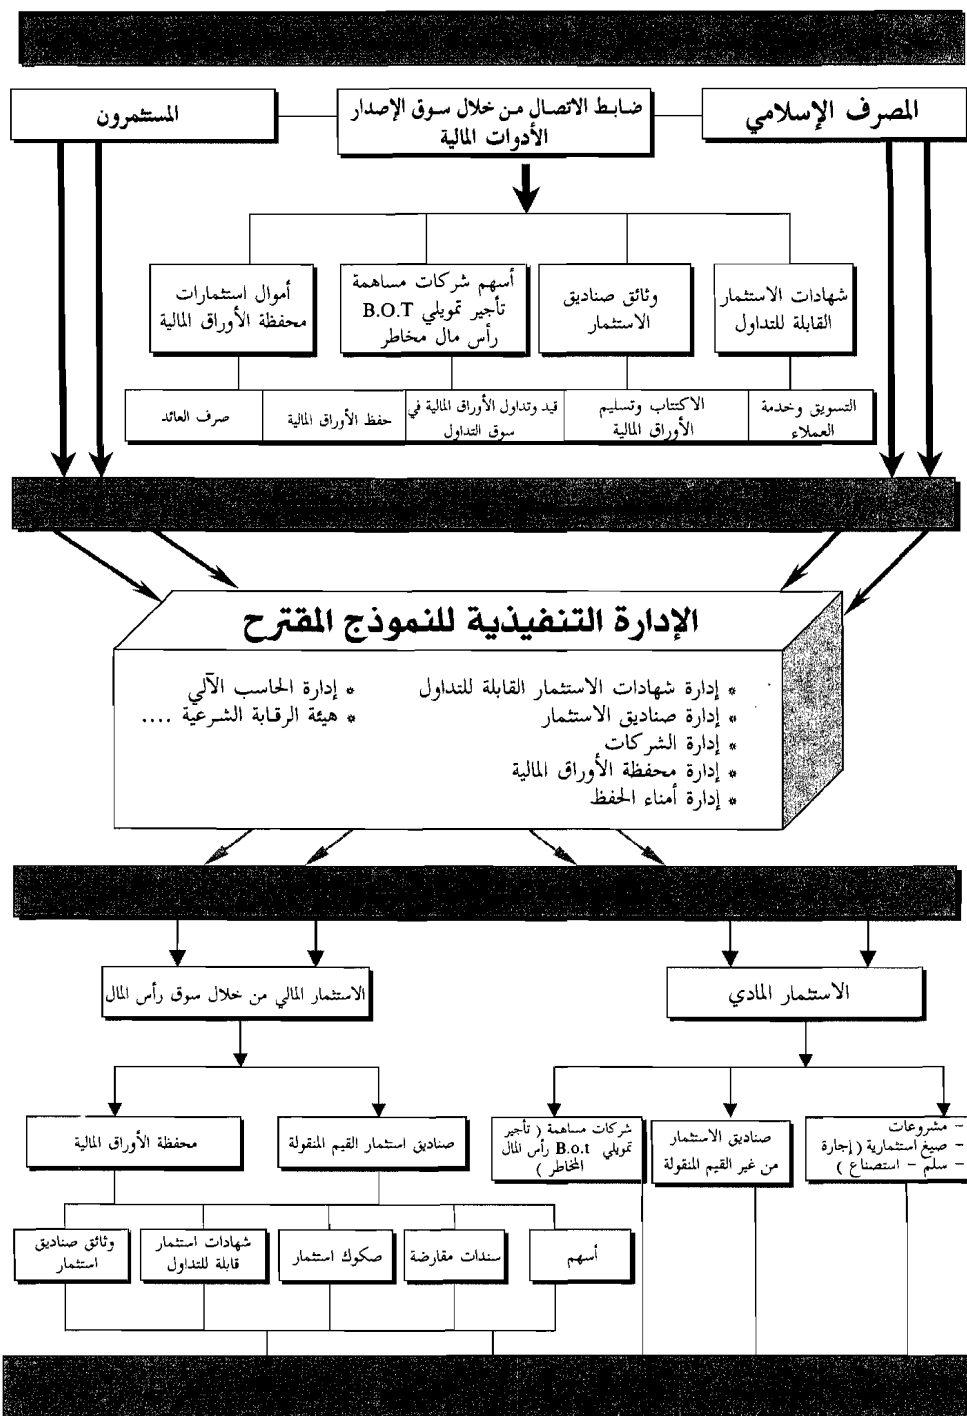 المصرف الإسلامي
ضابط الاتصال من خلال سوق الإصدار
الأدوات المالية
المستثمرون
شهادات الاستثمار
القابلة للتداول
وثائق صناديق
الاستثمار
أسهم شركات مساهمة
تأجير تمويلي B.O.T
رأس مال مخاطر
أموال استثمارات
محفظة الأوراق المالية
التسويق وخدمة
العملاء
الاكتتاب وتسليم
الأوراق المالية
قيد وتداول الأوراق المالية في
سوق التداول
حفظ الأوراق المالية
صرف العائد
الإدارة التنفيذية للنموذج المقترح
* إدارة شهادات الاستثمار القابلة للتداول
* إدارة صناديق الاستثمار
* إدارة الشركات
* إدارة محفظة الأوراق المالية
* إدارة أمناء الحفظ
* إدارة الحاسب الآلي
* هيئة الرقابة الشرعية ....
الاستثمار المادي
الاستثمار المالي من خلال سوق رأس المال
– مشروعات
– صيغ استثمارية ( إجارة
– سلم – استصناع )
صناديق الاستثمار
من غير القيم المنقولة
شركات مساهمة ( تأجير
تمويلي B.o.t رأس المال
المخاطر )
صناديق استثمار القيم المنقولة
محفظة الأوراق المالية
أسهم
سندات مقارضة
صكوك استثمار
شهادات استثمار
قابلة للتداول
وثائق صناديق
استثمار